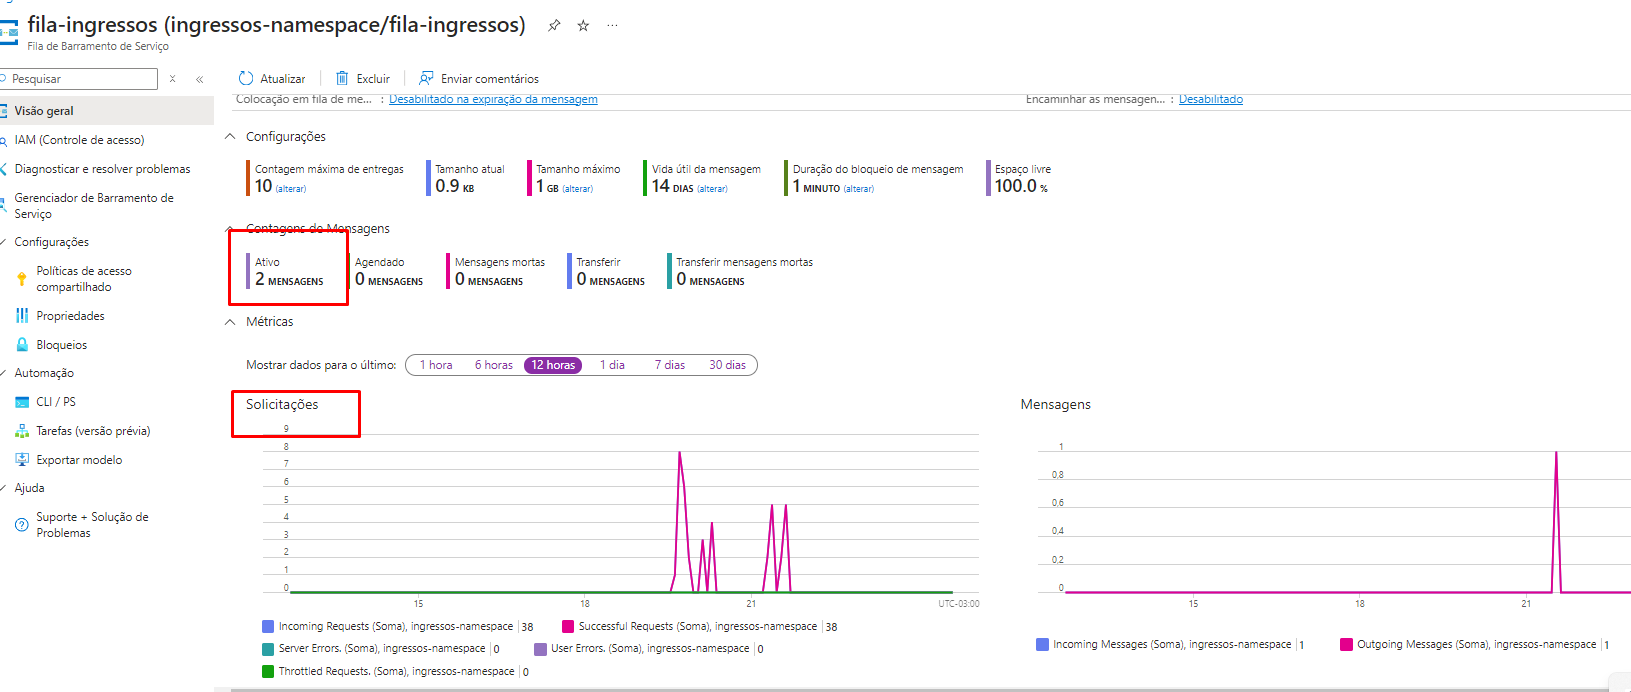 fila-ingressos (ingressos-namespace/fila-ingressos)
Fila de Barramento de Serviço
Pesquisar
Atualizar
Excluir
Enviar comentários
Visão geral
IAM (Controle de acesso)
Diagnosticar e resolver problemas
Gerenciador de Barramento de
Serviço
Configurações
Políticas de acesso
compartilhado
Propriedades
Bloqueios
Automação
CLI / PS
Tarefas (versão prévia)
Exportar modelo
Ajuda
Suporte + Solução de
Problemas
Colocação em fila de me... : Desabilitado na expiração da mensagem
Encaminhar as mensagen... : Desabilitado
Configurações
Contagem máxima de entregas
10 (alterar)
Tamanho atual
0.9 KB
Tamanho máximo
1 GB (alterar)
Vida útil da mensagem
14 DIAS (alterar)
Duração do bloqueio de mensagem
1 MINUTO (alterar)
Espaço livre
100.0 %
Contagens de Mensagens
Ativo
2 MENSAGENS
Agendado
0 MENSAGENS
Mensagens mortas
0 MENSAGENS
Transferir
0 MENSAGENS
Transferir mensagens mortas
0 MENSAGENS
Métricas
Mostrar dados para o último: 1 hora 6 horas 12 horas 1 dia 7 dias 30 dias
Solicitações
9
8
7
6
5
4
3
2
1
0
15 18 21 UTC-03:00
Incoming Requests (Soma), ingressos-namespace 38
Successful Requests (Soma), ingressos-namespace 38
Server Errors. (Soma), ingressos-namespace 0
User Errors. (Soma), ingressos-namespace 0
Throttled Requests. (Soma), ingressos-namespace 0
Mensagens
1
0.8
0.6
0.4
0.2
0
15 18 21
Incoming Messages (Soma), ingressos-namespace 1
Outgoing Messages (Soma), ingressos-namespace 1